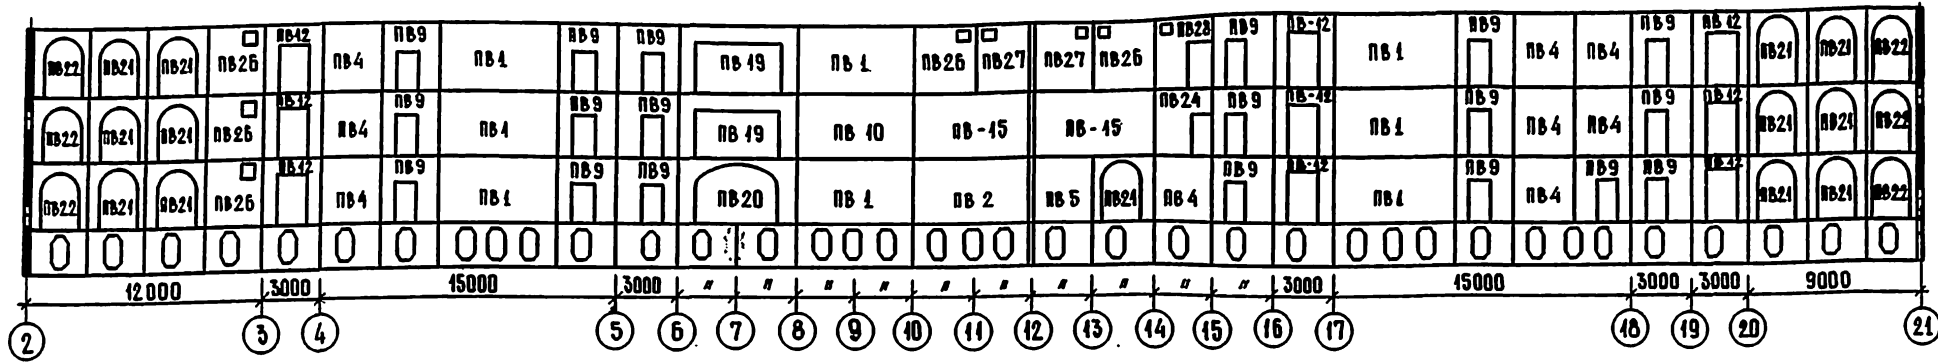 ПВ22 ПВ21 ПВ21 ПВ26 ПВ12 ПВ4 ПВ9 ПВ1 ПВ9 ПВ9 ПВ19 ПВ1 ПВ26 ПВ27 ПВ27 ПВ26 ПВ23 ПВ9 ПВ-12 ПВ1 ПВ9 ПВ4 ПВ4 ПВ9 ПВ12 ПВ21 ПВ21 ПВ22
ПВ22 ПВ21 ПВ21 ПВ26 ПВ12 ПВ4 ПВ9 ПВ1 ПВ9 ПВ9 ПВ19 ПВ10 ПВ-15 ПВ-15 ПВ24 ПВ9 ПВ-12 ПВ1 ПВ9 ПВ4 ПВ4 ПВ9 ПВ12 ПВ21 ПВ21 ПВ22
ПВ22 ПВ21 ПВ21 ПВ26 ПВ12 ПВ4 ПВ9 ПВ1 ПВ9 ПВ9 ПВ20 ПВ1 ПВ2 ПВ5 ПВ21 ПВ4 ПВ9 ПВ-12 ПВ1 ПВ9 ПВ4 ПВ9 ПВ9 ПВ12 ПВ21 ПВ21 ПВ22
12000 3000 15000 3000 " " " " " " " " " " 3000 15000 3000 3000 9000
2 3 4 5 6 7 8 9 10 11 12 13 14 15 16 17 18 19 20 21